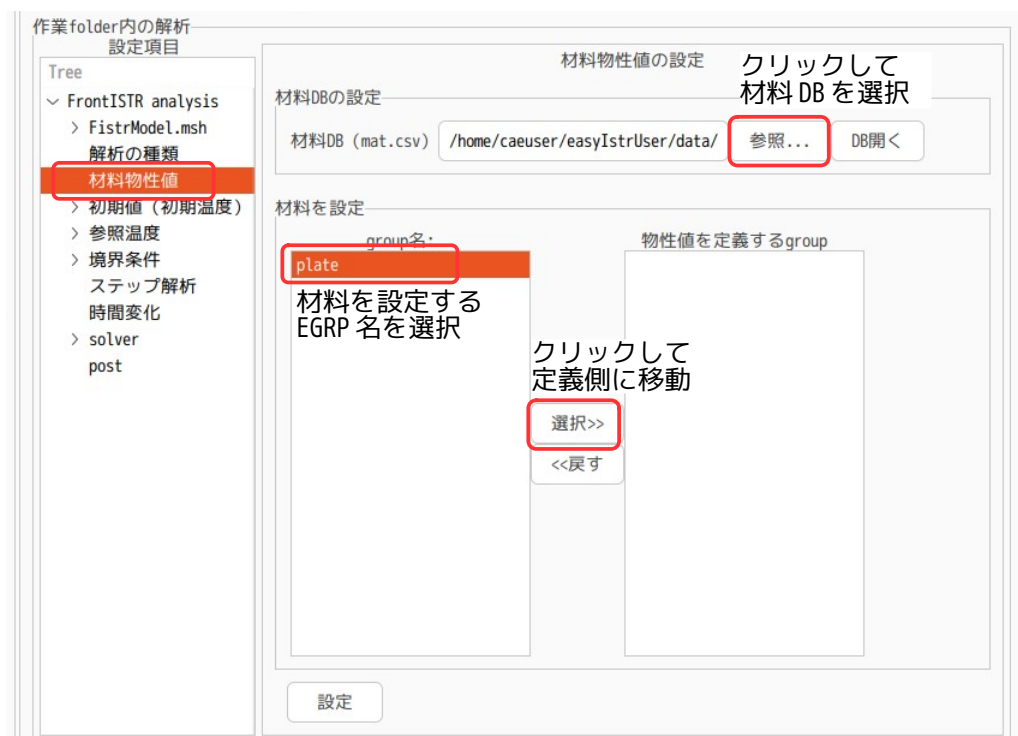 作業folder内の解析
設定項目
Tree
FrontISTR analysis
FistrModel.msh
解析の種類
材料物性値
初期値（初期温度）
参照温度
境界条件
ステップ解析
時間変化
solver
post
材料物性値の設定
クリックして
材料DBを選択
材料DBの設定
材料DB (mat.csv) /home/caeuser/easyIstrUser/data/ 参照... DB開く
材料を設定
group名:
plate
材料を設定する
EGRP名を選択
物性値を定義するgroup
クリックして
定義側に移動
選択>>
<<戻す
設定